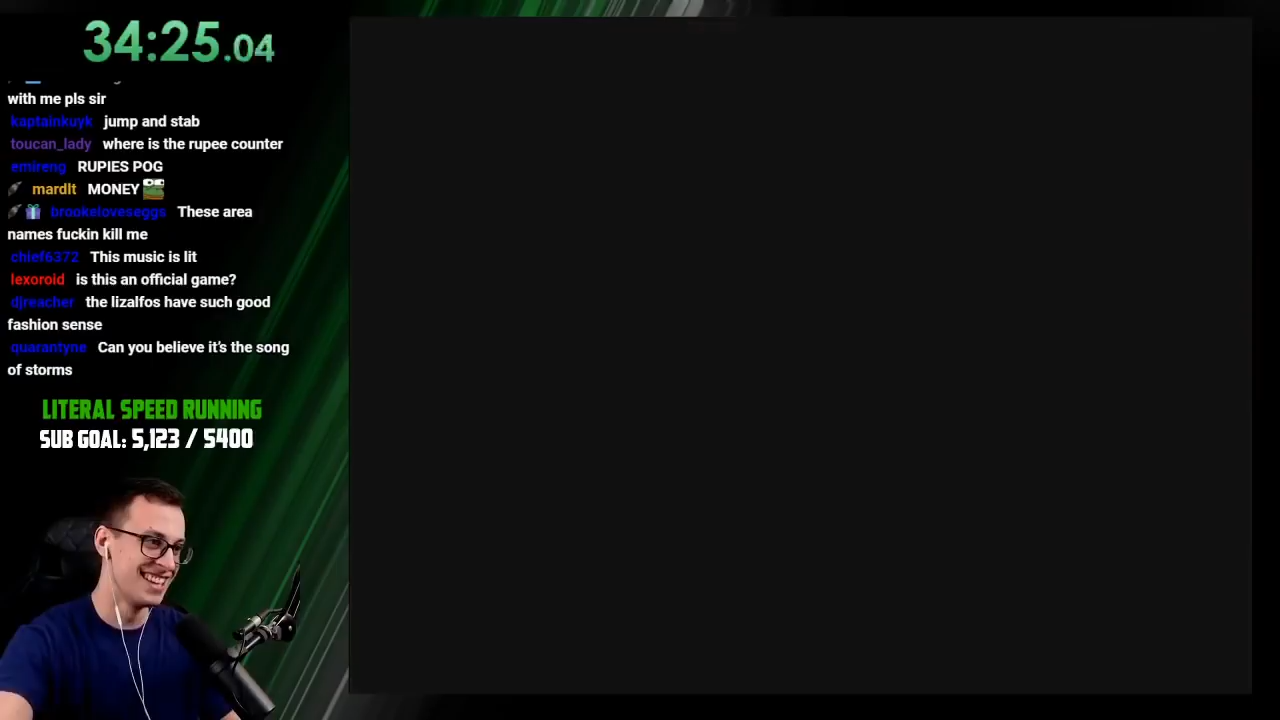 34:25.04
with me pls sir
kaptainkuyk jump and stab
toucan_lady where is the rupee counter
emireng RUPIES POG
mardlt MONEY
brookeloveseggs These area
names fuckin kill me
chief6372 This music is lit
lexoroid is this an official game?
djreacher the lizalfos have such good
fashion sense
quarantyne Can you believe it's the song
of storms
LITERAL SPEED RUNNING
SUB GOAL: 5,123 / 5400